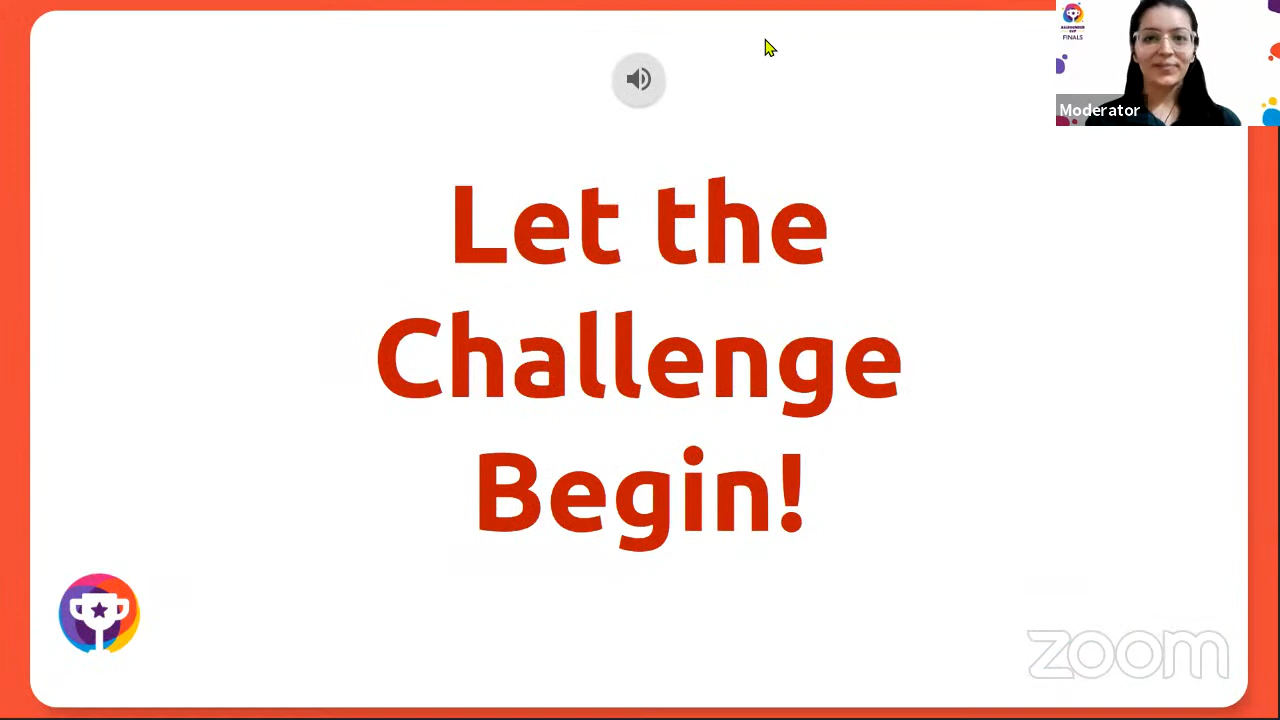 FINALS
Moderator
Let the
Challenge
Begin!
zoom